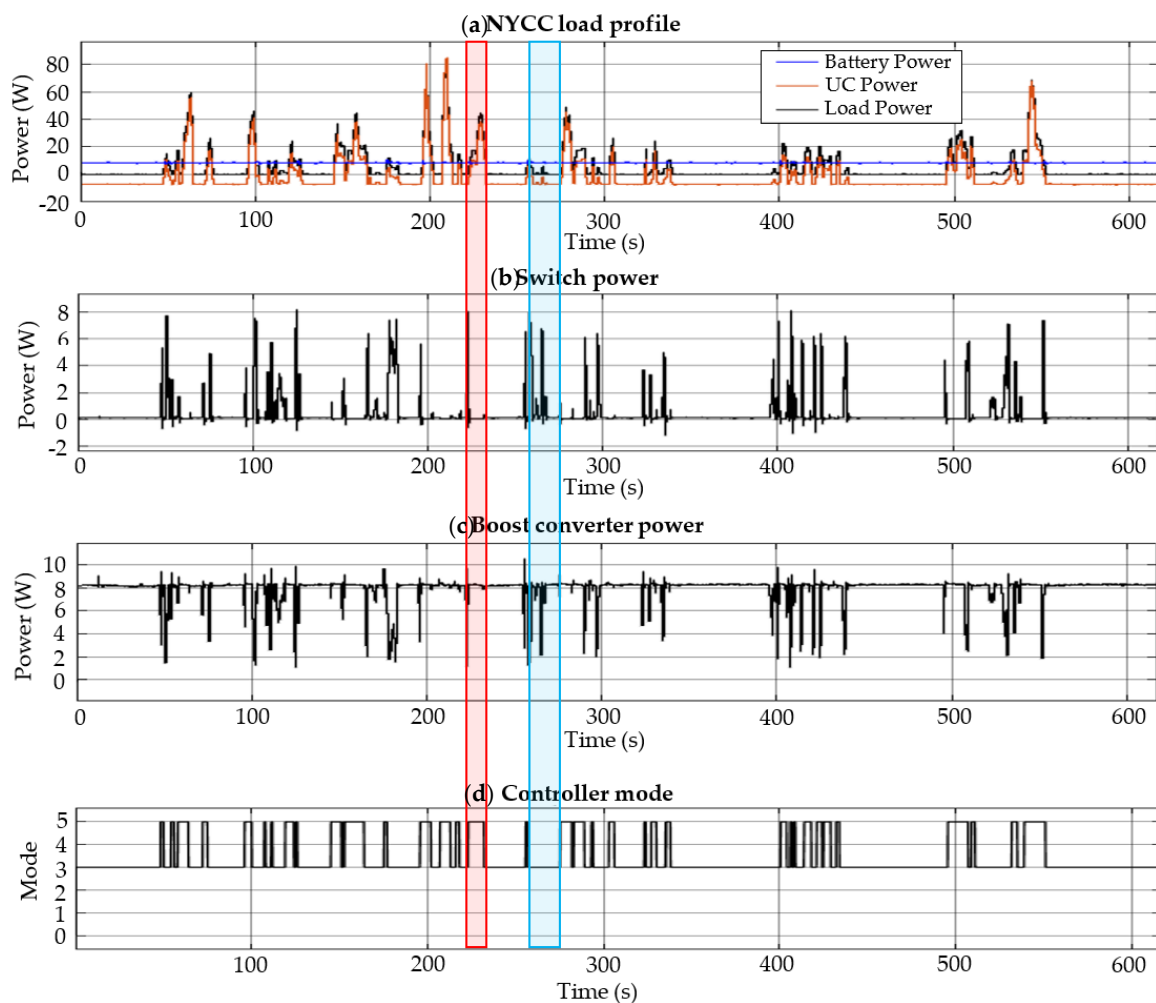 (a)NYCC load profile
Power (W)
80
60
40
20
0
-20
Battery Power
UC Power
Load Power
0 100 200 300 400 500 600
Time (s)
(b)Switch power
Power (W)
8
6
4
2
0
-2
0 100 200 300 400 500 600
Time (s)
(c)Boost converter power
Power (W)
10
8
6
4
2
0
0 100 200 300 400 500 600
Time (s)
(d) Controller mode
Mode
5
4
3
2
1
0
100 200 300 400 500 600
Time (s)